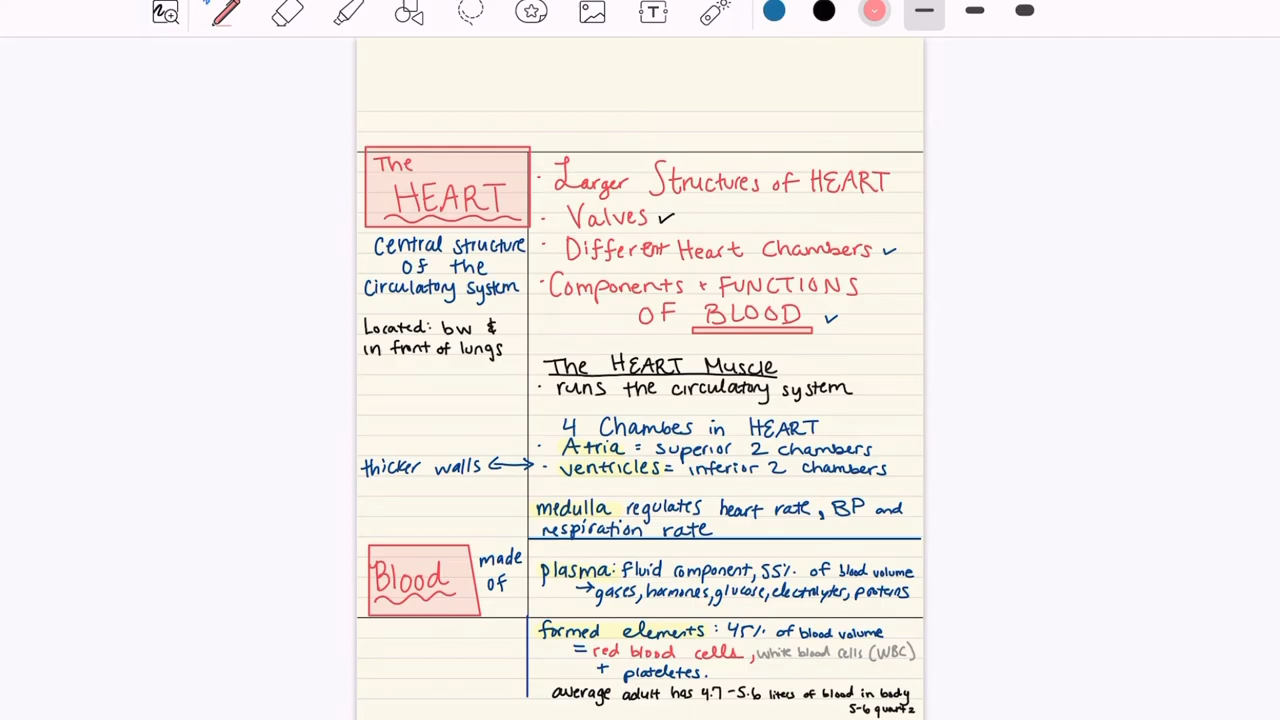 The
HEART
Central structure
of the
circulatory system
Located: bw &
in front of lungs
· Larger Structures of HEART
· Valves ✓
· Different Heart Chambers ✓
· Components + FUNCTIONS
OF BLOOD ✓
The HEART Muscle
· runs the circulatory system
4 Chambes in HEART
· Atria = superior 2 chambers
thicker walls ↔ · ventricles = inferior 2 chambers
medulla regulates heart rate, BP and
respiration rate
Blood
made
of
plasma: fluid component, 55% of blood volume
→ gases, hormones, glucose, electrolytes, proteins
formed elements: 45% of blood volume
= red blood cells, white blood cells (WBC)
+ plateletes.
average adult has 4.7-5.6 liters of blood in body
5-6 quartz